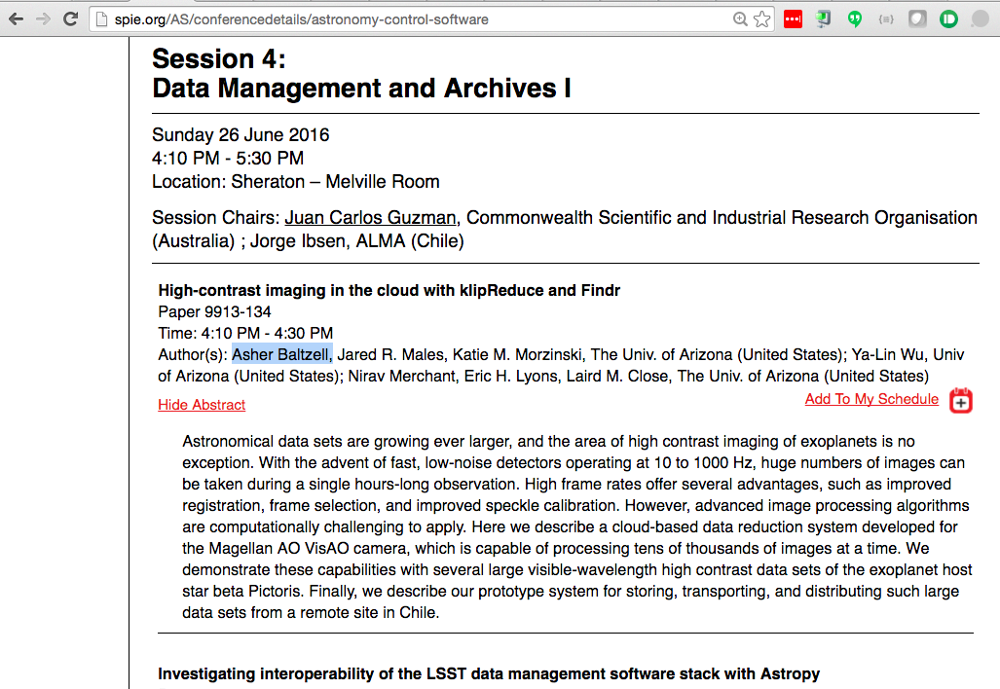 spie.org/AS/conferencedetails/astronomy-control-software
Session 4:
Data Management and Archives I
Sunday 26 June 2016
4:10 PM - 5:30 PM
Location: Sheraton – Melville Room
Session Chairs: Juan Carlos Guzman, Commonwealth Scientific and Industrial Research Organisation
(Australia) ; Jorge Ibsen, ALMA (Chile)
High-contrast imaging in the cloud with klipReduce and Findr
Paper 9913-134
Time: 4:10 PM - 4:30 PM
Author(s): Asher Baltzell, Jared R. Males, Katie M. Morzinski, The Univ. of Arizona (United States); Ya-Lin Wu, Univ
of Arizona (United States); Nirav Merchant, Eric H. Lyons, Laird M. Close, The Univ. of Arizona (United States)
Hide Abstract
Add To My Schedule
Astronomical data sets are growing ever larger, and the area of high contrast imaging of exoplanets is no
exception. With the advent of fast, low-noise detectors operating at 10 to 1000 Hz, huge numbers of images can
be taken during a single hours-long observation. High frame rates offer several advantages, such as improved
registration, frame selection, and improved speckle calibration. However, advanced image processing algorithms
are computationally challenging to apply. Here we describe a cloud-based data reduction system developed for
the Magellan AO VisAO camera, which is capable of processing tens of thousands of images at a time. We
demonstrate these capabilities with several large visible-wavelength high contrast data sets of the exoplanet host
star beta Pictoris. Finally, we describe our prototype system for storing, transporting, and distributing such large
data sets from a remote site in Chile.
Investigating interoperability of the LSST data management software stack with Astropy